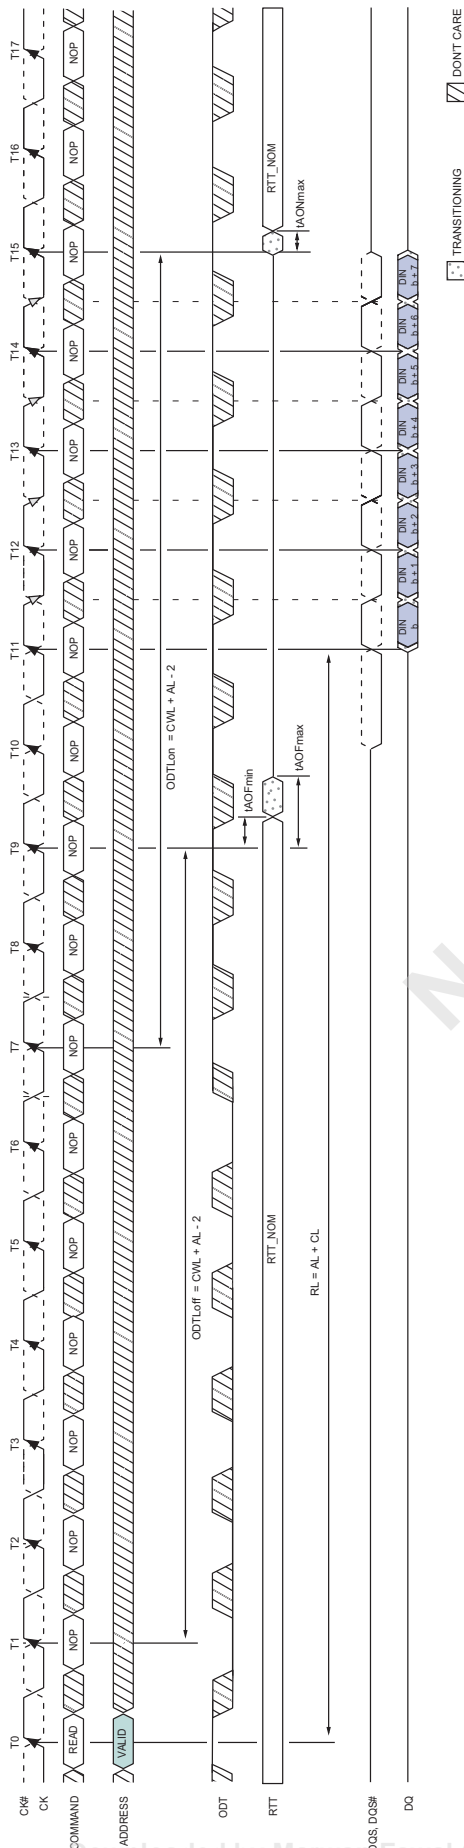 T0 T1 T2 T3 T4 T5 T6 T7 T8 T9 T10 T11 T12 T13 T14 T15 T16 T17
CK#
CK
COMMAND READ NOP NOP NOP NOP NOP NOP NOP NOP NOP NOP NOP NOP NOP NOP NOP NOP NOP
ADDRESS VALID
ODTLon = CWL + AL - 2
ODTLoff = CWL + AL - 2
ODT
tAOFmin
RTT RTT_NOM RTT_NOM
tAOFmax tAONmax
RL = AL + CL
DQS, DQS#
DQ DIN b DIN b + 1 DIN b + 2 DIN b + 3 DIN b + 4 DIN b + 5 DIN b + 6 DIN b + 7
TRANSITIONING DON'T CARE
N